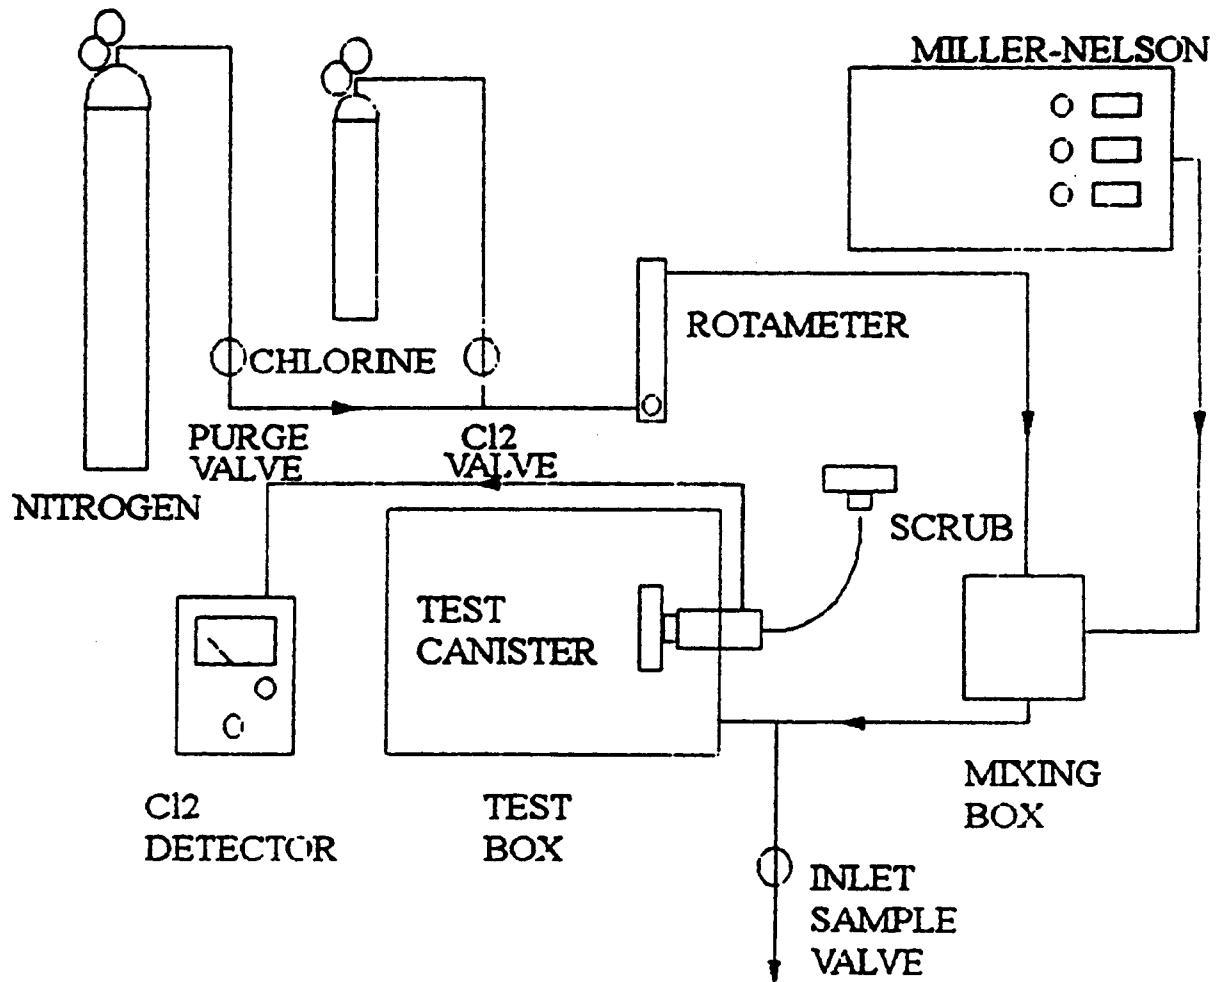 MILLER-NELSON
ROTAMETER
CHLORINE
PURGE
VALVE
Cl2
VALVE
NITROGEN
SCRUB
TEST
CANISTER
MIXING
BOX
Cl2
DETECTOR
TEST
BOX
INLET
SAMPLE
VALVE